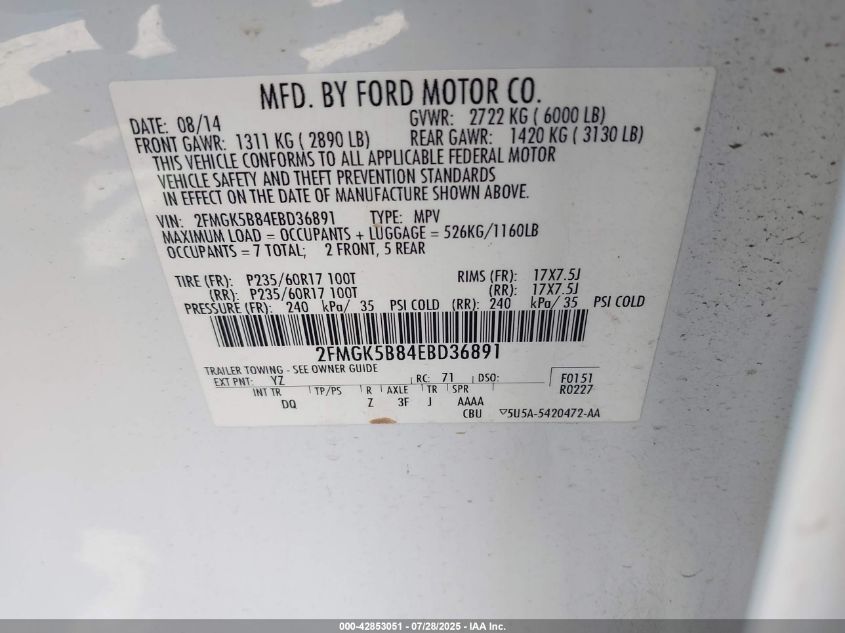 MFD. BY FORD MOTOR CO.
DATE: 08/14 GVWR: 2722 KG ( 6000 LB)
FRONT GAWR: 1311 KG ( 2890 LB) REAR GAWR: 1420 KG ( 3130 LB)
THIS VEHICLE CONFORMS TO ALL APPLICABLE FEDERAL MOTOR
VEHICLE SAFETY AND THEFT PREVENTION STANDARDS
IN EFFECT ON THE DATE OF MANUFACTURE SHOWN ABOVE.
VIN: 2FMGK5B84EBD36891 TYPE: MPV
MAXIMUM LOAD = OCCUPANTS + LUGGAGE = 526KG/1160LB
OCCUPANTS = 7 TOTAL; 2 FRONT, 5 REAR
TIRE (FR): P235/60R17 100T RIMS (FR): 17X7.5J
(RR): P235/60R17 100T (RR): 17X7.5J
PRESSURE (FR): 240 kPa/ 35 PSI COLD (RR): 240 kPa/ 35 PSI COLD
2FMGK5B84EBD36891
TRAILER TOWING - SEE OWNER GUIDE
EXT PNT: YZ RC: 71 DSO: F0151
INT TR TP/PS R AXLE TR SPR R0227
DQ Z 3F J AAAA
CBU ▽5U5A-5420472-AA
000-42853051 - 07/28/2025 - IAA Inc.